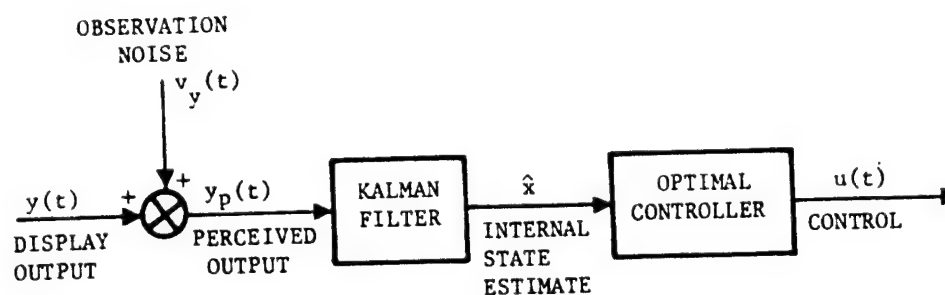 OBSERVATION
NOISE
v_y(t)
+
+
y(t)
y_p(t)
DISPLAY
OUTPUT
PERCEIVED
OUTPUT
KALMAN
FILTER
x̂
INTERNAL
STATE
ESTIMATE
OPTIMAL
CONTROLLER
u(t)
CONTROL